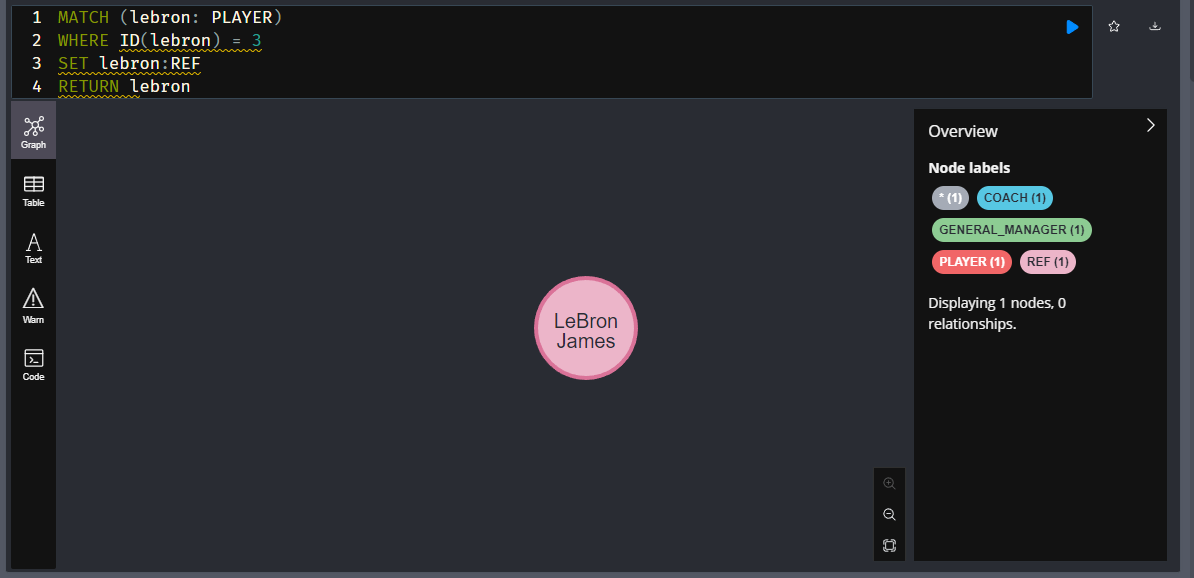 1 MATCH (lebron: PLAYER)
2 WHERE ID(lebron) = 3
3 SET lebron:REF
4 RETURN lebron
Graph
Table
Text
Warn
Code
LeBron
James
Overview
Node labels
* (1) COACH (1)
GENERAL_MANAGER (1)
PLAYER (1) REF (1)
Displaying 1 nodes, 0
relationships.